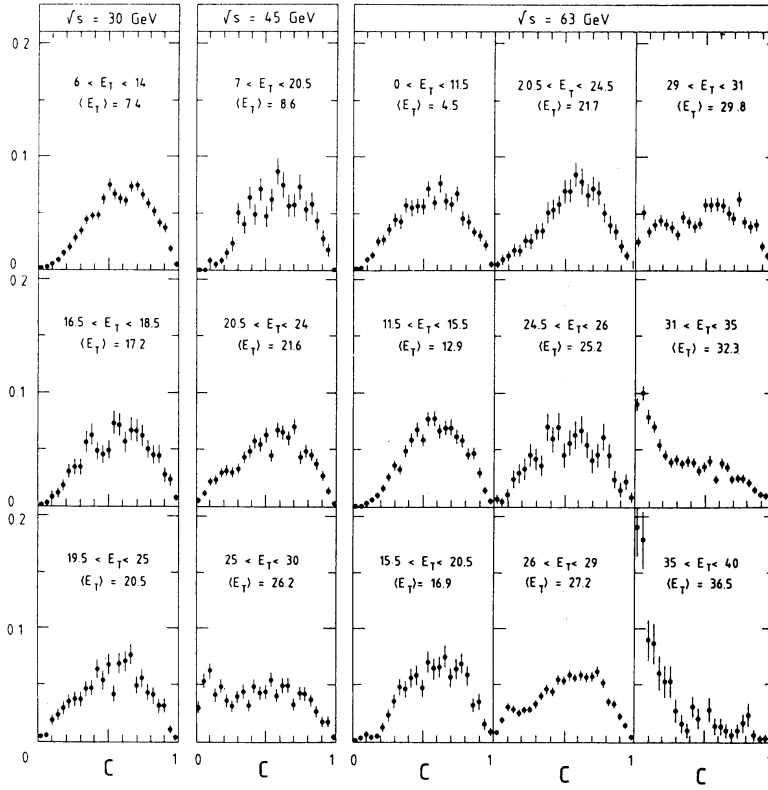 √s = 30 GeV √s = 45 GeV √s = 63 GeV
0 2
6 < E_T < 14
⟨E_T⟩ = 7.4
7 < E_T < 20.5
⟨E_T⟩ = 8.6
0 < E_T < 11.5
⟨E_T⟩ = 4.5
20.5 < E_T < 24.5
⟨E_T⟩ = 21.7
29 < E_T < 31
⟨E_T⟩ = 29.8
0 1
0
0.2
16.5 < E_T < 18.5
⟨E_T⟩ = 17.2
20.5 < E_T < 24
⟨E_T⟩ = 21.6
11.5 < E_T < 15.5
⟨E_T⟩ = 12.9
24.5 < E_T < 26
⟨E_T⟩ = 25.2
31 < E_T < 35
⟨E_T⟩ = 32.3
0.1
0
0.2
19.5 < E_T < 25
⟨E_T⟩ = 20.5
25 < E_T < 30
⟨E_T⟩ = 26.2
15.5 < E_T < 20.5
⟨E_T⟩ = 16.9
26 < E_T < 29
⟨E_T⟩ = 27.2
35 < E_T < 40
⟨E_T⟩ = 36.5
0.1
0 1 0 1 0 1 1 1
C C C C C